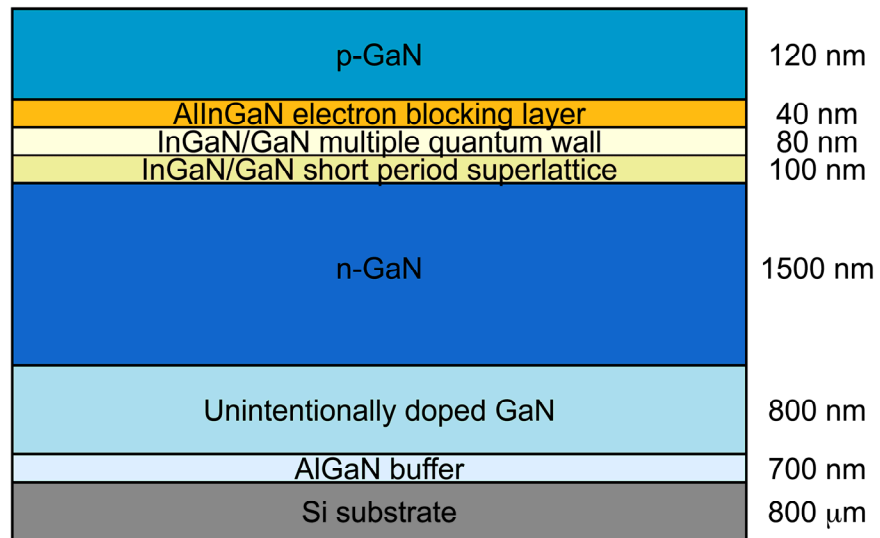 p-GaN 120 nm
AlInGaN electron blocking layer 40 nm
InGaN/GaN multiple quantum wall 80 nm
InGaN/GaN short period superlattice 100 nm
n-GaN 1500 nm
Unintentionally doped GaN 800 nm
AlGaN buffer 700 nm
Si substrate 800 μm